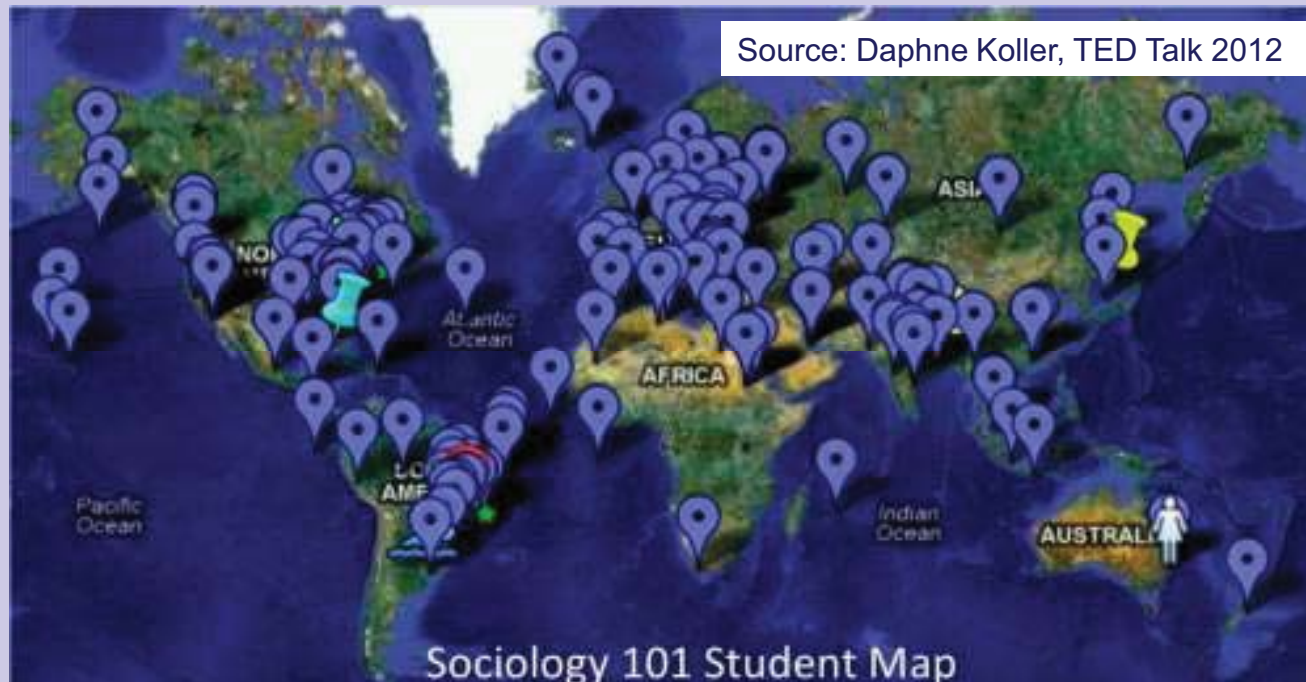 Source: Daphne Koller, TED Talk 2012
ASIA
Atlantic
Ocean
AFRICA
Pacific
Ocean
Indian
Ocean
AUSTRAL
Sociology 101 Student Map